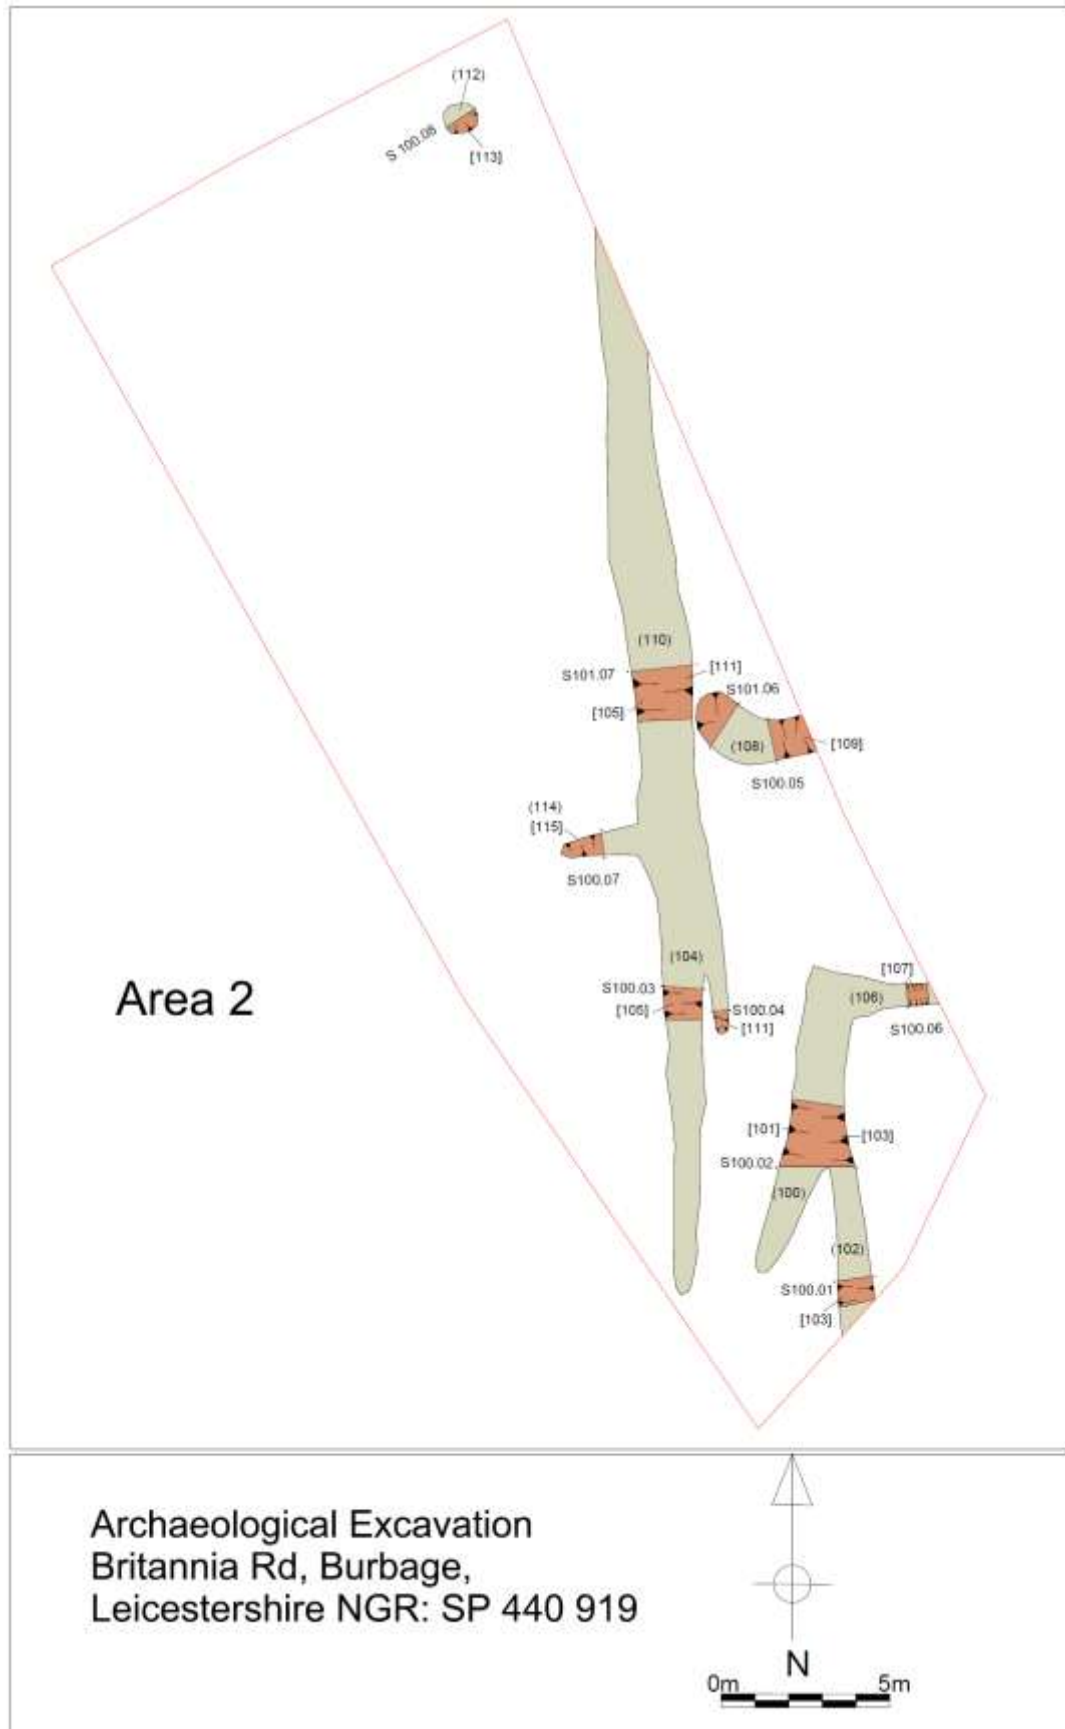 (112)
S 100.08
[113]
(110)
S101.07
[111]
S101.06
[105]
(108)
[109]
S100.05
(114)
[115]
S100.07
(104)
[107]
Area 2
S100.03
(106)
[105]
S100.04
S100.06
[111]
[101]
[103]
S100.02
(100)
(102)
S100.01
[103]
Archaeological Excavation
Britannia Rd, Burbage,
Leicestershire NGR: SP 440 919
N
0m 5m